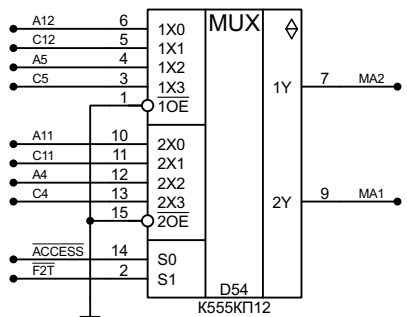 A12 6 1X0 MUX
C12 5 1X1
A5 4 1X2
C5 3 1X3 1Y 7 MA2
1 1OE
A11 10 2X0
C11 11 2X1
A4 12 2X2
C4 13 2X3 2Y 9 MA1
15 2OE
ACCESS 14 S0
F2T 2 S1
D54
К555КП12